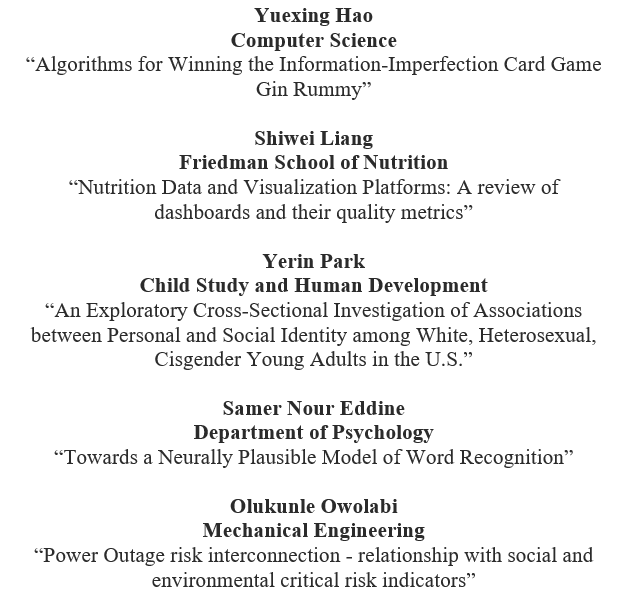 Yuexing Hao
Computer Science
“Algorithms for Winning the Information-Imperfection Card Game
Gin Rummy”
Shiwei Liang
Friedman School of Nutrition
“Nutrition Data and Visualization Platforms: A review of
dashboards and their quality metrics”
Yerin Park
Child Study and Human Development
“An Exploratory Cross-Sectional Investigation of Associations
between Personal and Social Identity among White, Heterosexual,
Cisgender Young Adults in the U.S.”
Samer Nour Eddine
Department of Psychology
“Towards a Neurally Plausible Model of Word Recognition”
Olukunle Owolabi
Mechanical Engineering
“Power Outage risk interconnection - relationship with social and
environmental critical risk indicators”